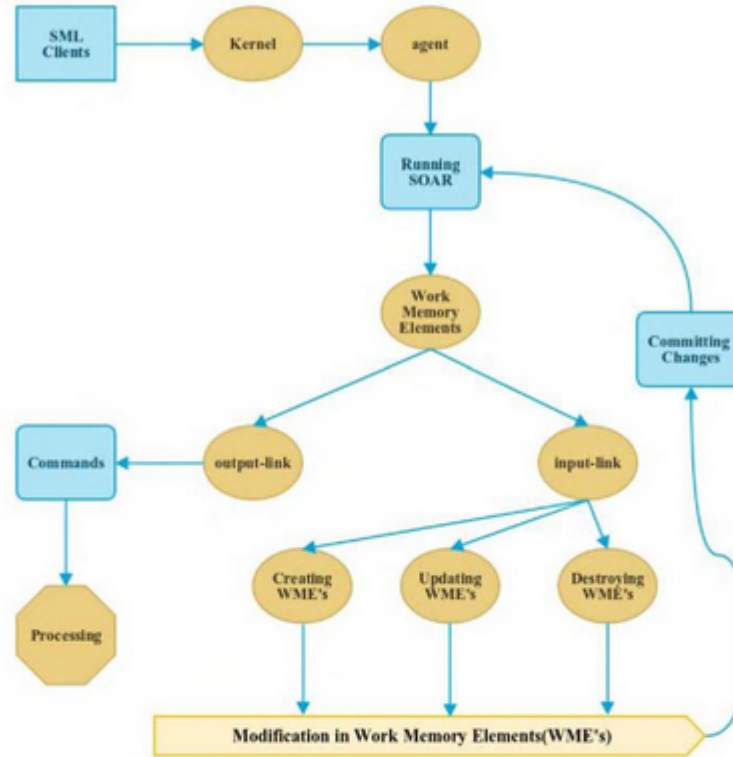 SML
Clients
Kernel
agent
Running
SOAR
Work
Memory
Elements
Committing
Changes
Commands
output-link
input-link
Creating
WME's
Updating
WME's
Destroying
WME's
Processing
Modification in Work Memory Elements(WME's)